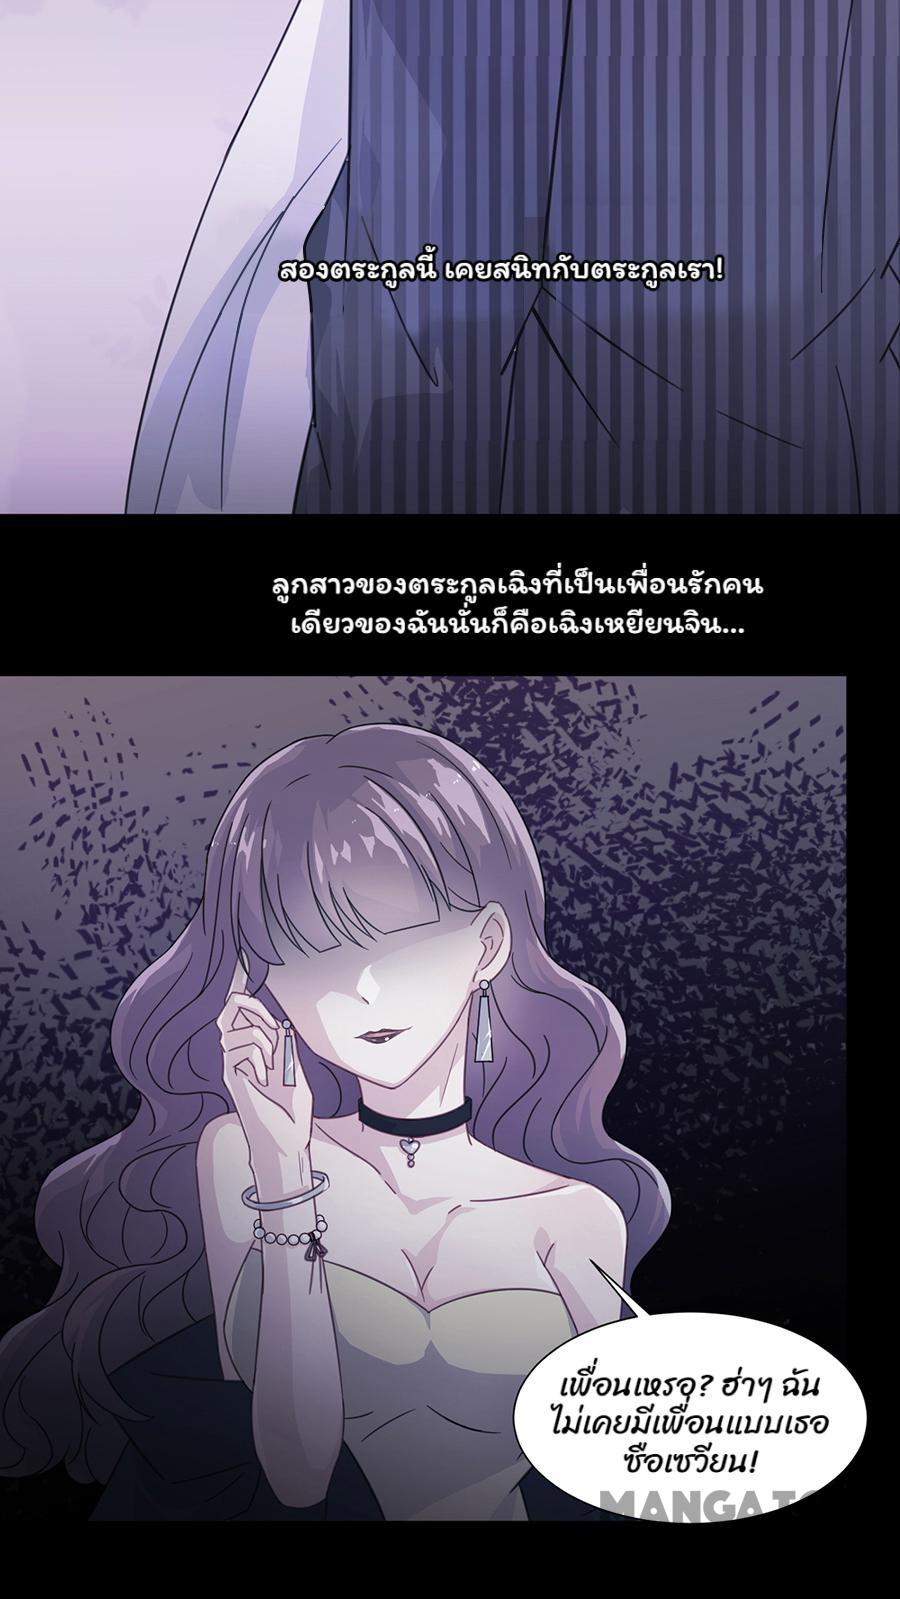 สองตระกูลนี้ เคยสนิทกับตระกูลเรา!
ลูกสาวของตระกูลเฉิงที่เป็นเพื่อนรักคน
เดียวของฉันนั่นก็คือเฉิงเหยียนจิน...
เพื่อนเหรอ? ฮ่าๆ ฉัน
ไม่เคยมีเพื่อนแบบเธอ
ซือเซวียน!
MANGATO